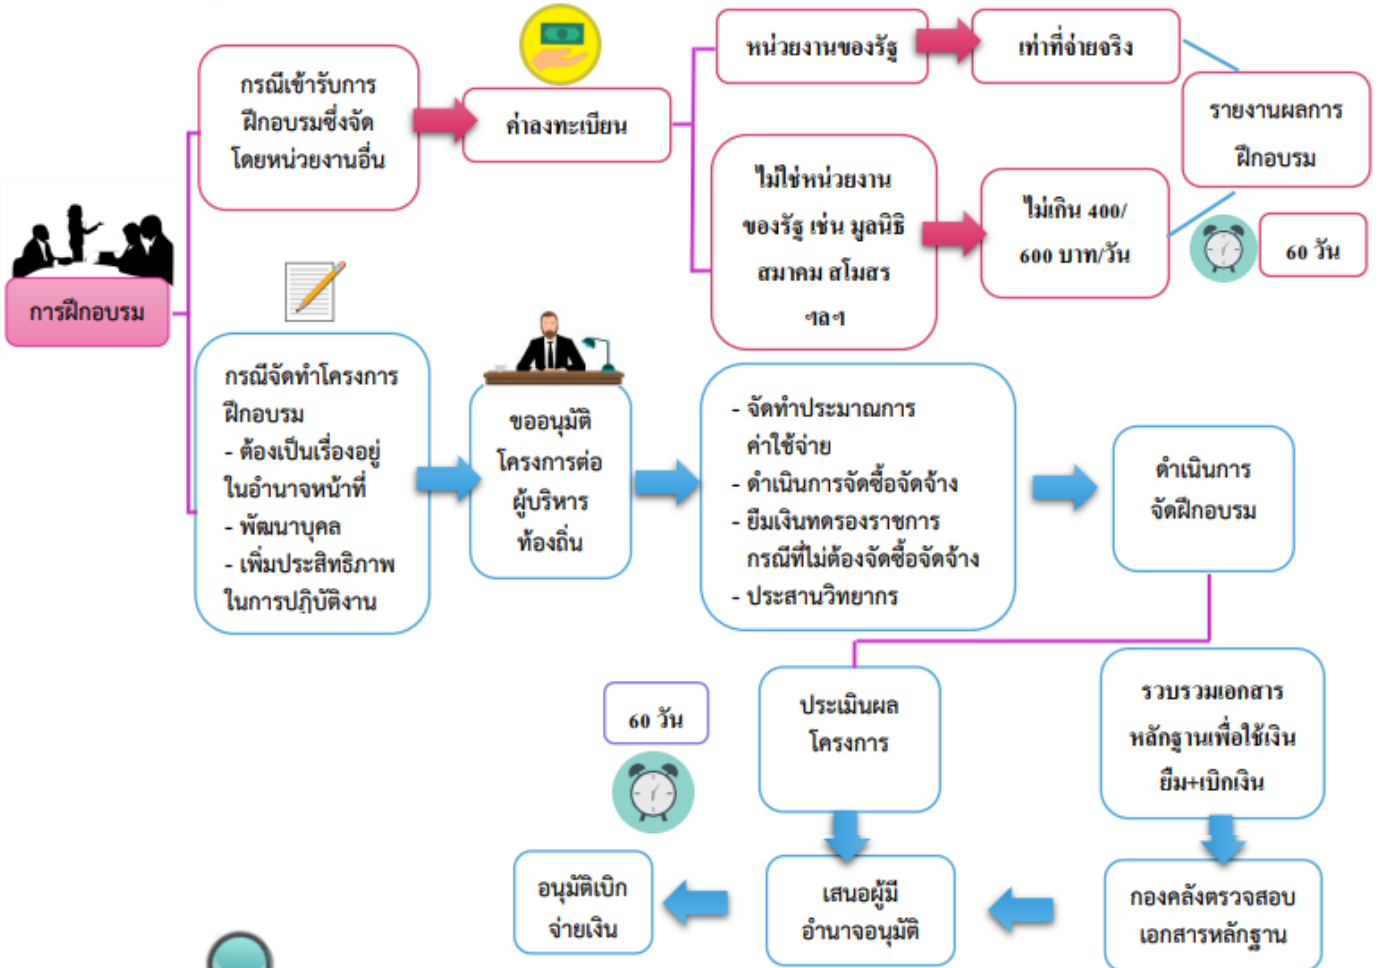 การฝึกอบรม
กรณีเข้ารับการ
ฝึกอบรมซึ่งจัด
โดยหน่วยงานอื่น
ค่าลงทะเบียน
หน่วยงานของรัฐ
เท่าที่จ่ายจริง
ไม่ใช่หน่วยงาน
ของรัฐ เช่น มูลนิธิ
สมาคม สโมสร
ฯลฯ
ไม่เกิน 400/
600 บาท/วัน
รายงานผลการ
ฝึกอบรม
60 วัน
กรณีจัดทำโครงการ
ฝึกอบรม
- ต้องเป็นเรื่องอยู่
ในอำนาจหน้าที่
- พัฒนาบุคล
- เพิ่มประสิทธิภาพ
ในการปฏิบัติงาน
ขออนุมัติ
โครงการต่อ
ผู้บริหาร
ท้องถิ่น
- จัดทำประมาณการ
ค่าใช้จ่าย
- ดำเนินการจัดซื้อจัดจ้าง
- ยืมเงินทดรองราชการ
กรณีที่ไม่ต้องจัดซื้อจัดจ้าง
- ประสานวิทยากร
ดำเนินการ
จัดฝึกอบรม
60 วัน
ประเมินผล
โครงการ
รวบรวมเอกสาร
หลักฐานเพื่อใช้เงิน
ยืม+เบิกเงิน
อนุมัติเบิก
จ่ายเงิน
เสนอผู้มี
อำนาจอนุมัติ
กองคลังตรวจสอบ
เอกสารหลักฐาน